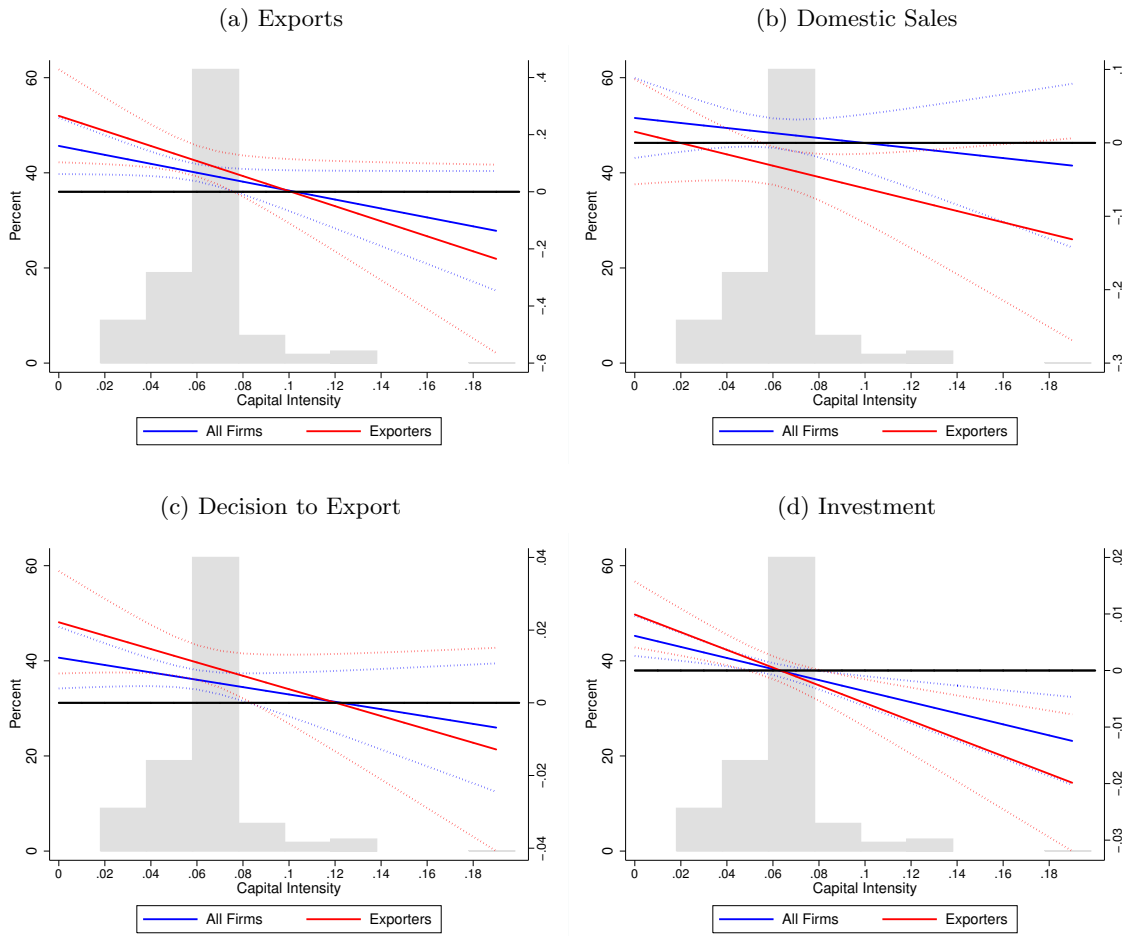 (a) Exports
Percent
0 20 40 60
-.6 -.4 -.2 0 .2 .4
0 .02 .04 .06 .08 .1 .12 .14 .16 .18
Capital Intensity
All Firms Exporters
(b) Domestic Sales
Percent
0 20 40 60
-.3 -.2 -.1 0 .1
0 .02 .04 .06 .08 .1 .12 .14 .16 .18
Capital Intensity
All Firms Exporters
(c) Decision to Export
Percent
0 20 40 60
-.04 -.02 0 .02 .04
0 .02 .04 .06 .08 .1 .12 .14 .16 .18
Capital Intensity
All Firms Exporters
(d) Investment
Percent
0 20 40 60
-.03 -.02 -.01 0 .01 .02
0 .02 .04 .06 .08 .1 .12 .14 .16 .18
Capital Intensity
All Firms Exporters